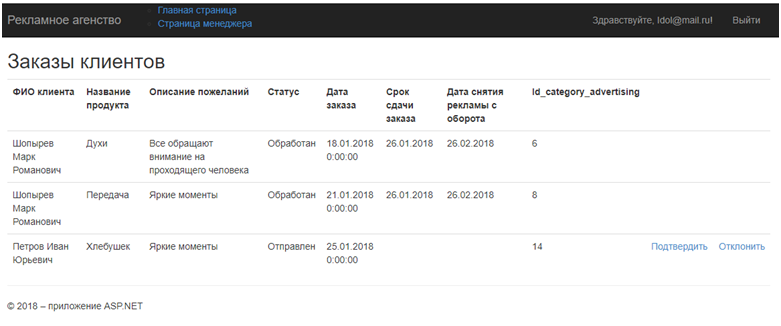 Рекламное агенство
Главная страница
Страница менеджера
Здравствуйте, Idol@mail.ru! Выйти
Заказы клиентов
ФИО клиента Название продукта Описание пожеланий Статус Дата заказа Срок сдачи заказа Дата снятия рекламы с оборота Id_category_advertising
Шопырев Марк Романович Духи Все обращают внимание на проходящего человека Обработан 18.01.2018 0:00:00 26.01.2018 26.02.2018 6
Шопырев Марк Романович Передача Яркие моменты Обработан 21.01.2018 0:00:00 26.01.2018 26.02.2018 8
Петров Иван Юрьевич Хлебушек Яркие моменты Отправлен 25.01.2018 0:00:00 14 Подтвердить Отклонить
© 2018 – приложение ASP.NET